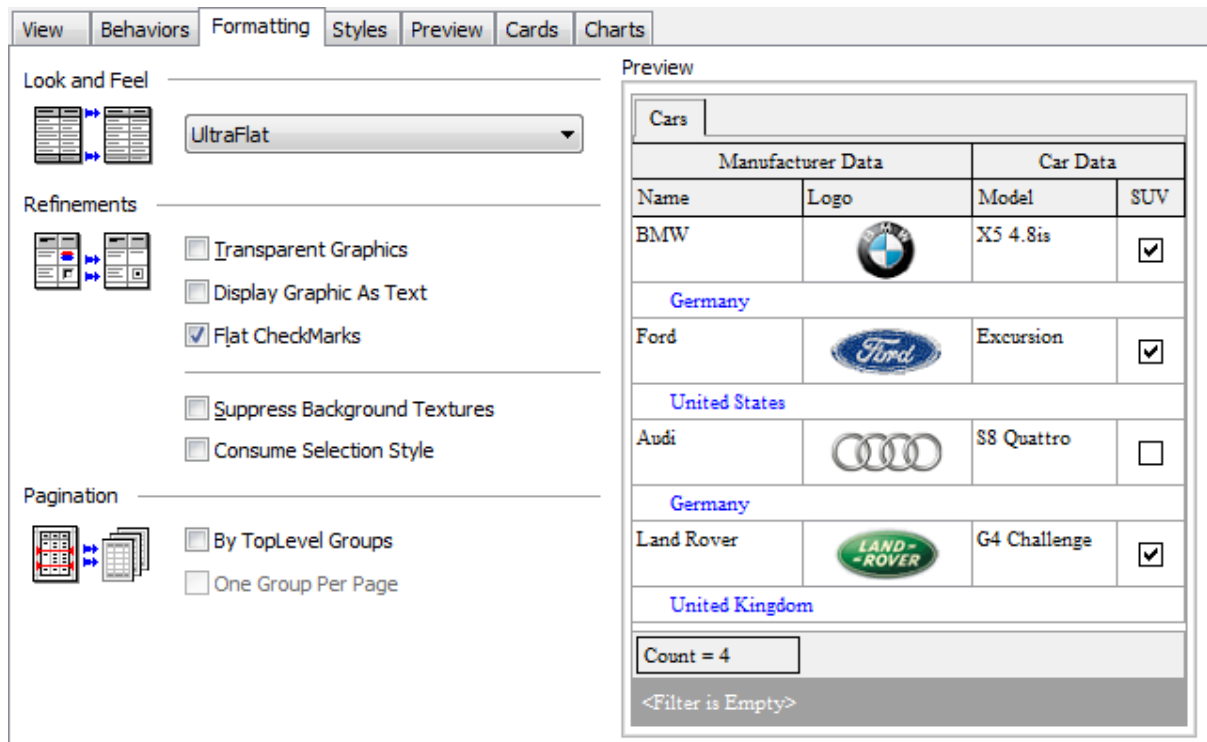 View Behaviors Formatting Styles Preview Cards Charts
Look and Feel
UltraFlat
Refinements
Transparent Graphics
Display Graphic As Text
Flat CheckMarks
Suppress Background Textures
Consume Selection Style
Pagination
By TopLevel Groups
One Group Per Page
Preview
Cars
Manufacturer Data Car Data
Name Logo Model SUV
BMW BMW X5 4.8is
Germany
Ford Ford Excursion
United States
Audi S8 Quattro
Germany
Land Rover LAND- G4 Challenge
-ROVER
United Kingdom
Count = 4
<Filter is Empty>